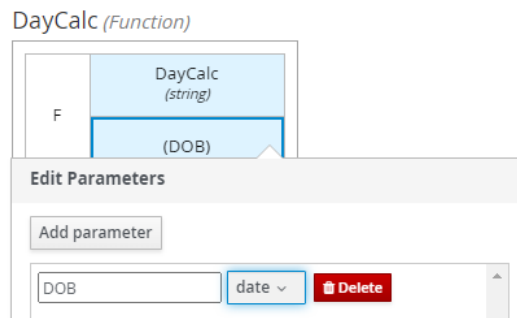 DayCalc (Function)
DayCalc
(string)
F
(DOB)
Edit Parameters
Add parameter
DOB date Delete